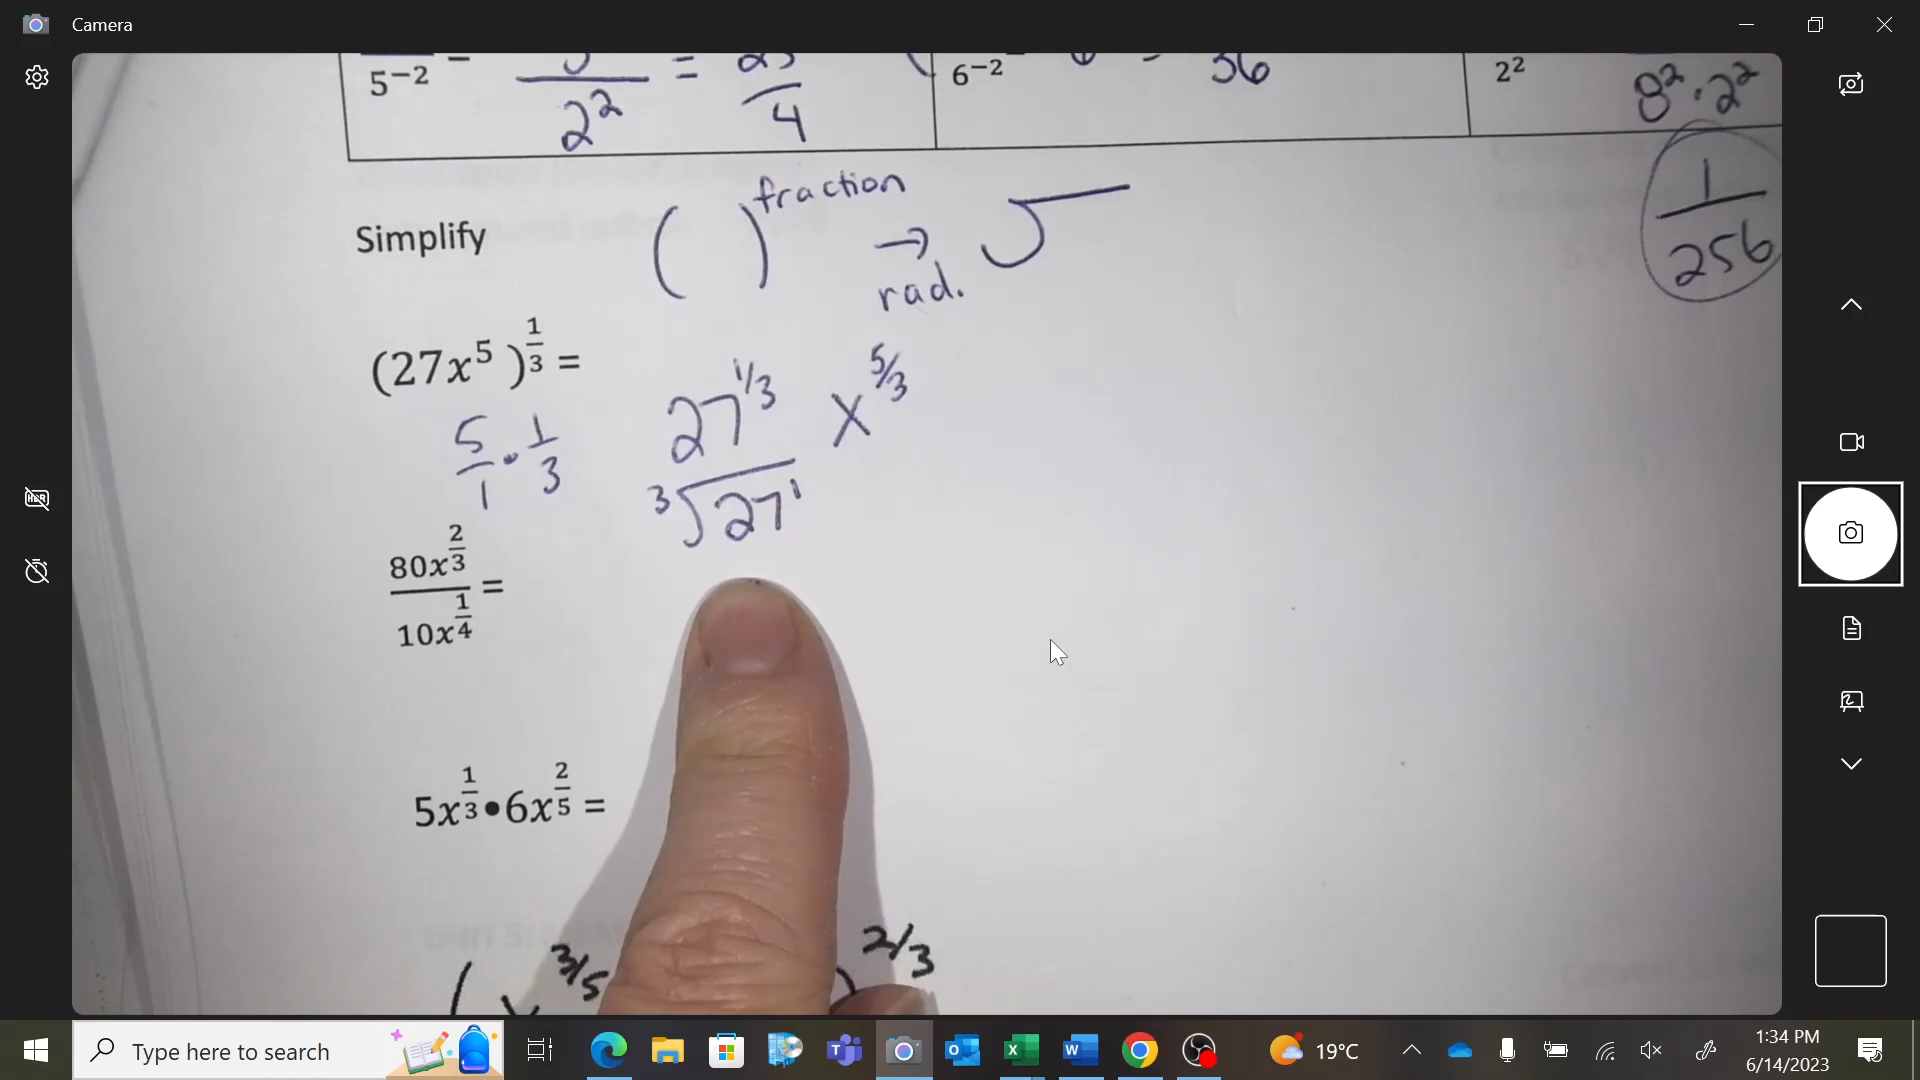 Camera
5⁻² = 5 / 2² = 25 / 4
6⁻² 6 = 36
2² 8² · 2²
1 / 256
Simplify ( )^fraction → rad. √
(27x⁵)^(1/3) = 27^(1/3) x^(5/3)
5/1 · 1/3 ³√27¹
80x^(2/3) / 10x^(1/4) =
5x^(1/3) • 6x^(2/5) =
( x^(3/5) )^(2/3)
Type here to search
19°C
1:34 PM
6/14/2023